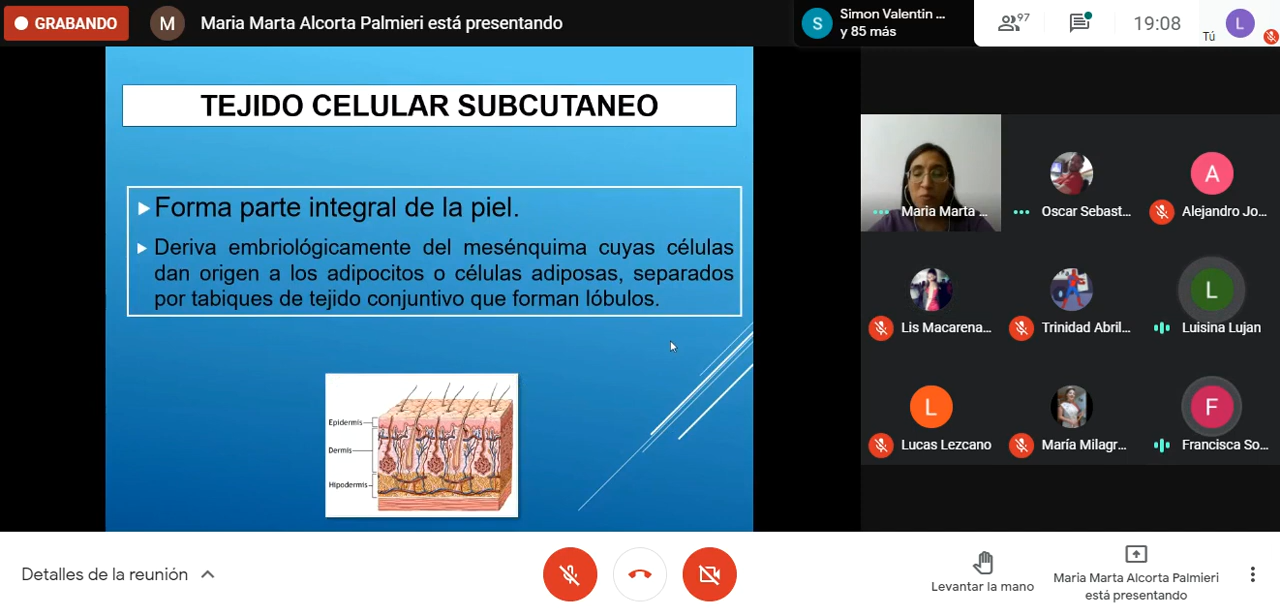 GRABANDO
M
Maria Marta Alcorta Palmieri está presentando
S
Simon Valentin ...
y 85 más
97
19:08
Tú
L
TEJIDO CELULAR SUBCUTANEO
Forma parte integral de la piel.
Deriva embriológicamente del mesénquima cuyas células
dan origen a los adipocitos o células adiposas, separados
por tabiques de tejido conjuntivo que forman lóbulos.
Epidermis
Dermis
Hipodermis
Maria Marta ...
Oscar Sebast...
A
Alejandro Jo...
Lis Macarena...
Trinidad Abril...
L
Luisina Lujan
L
Lucas Lezcano
María Milagr...
F
Francisca So...
Detalles de la reunión
Levantar la mano
Maria Marta Alcorta Palmieri
está presentando